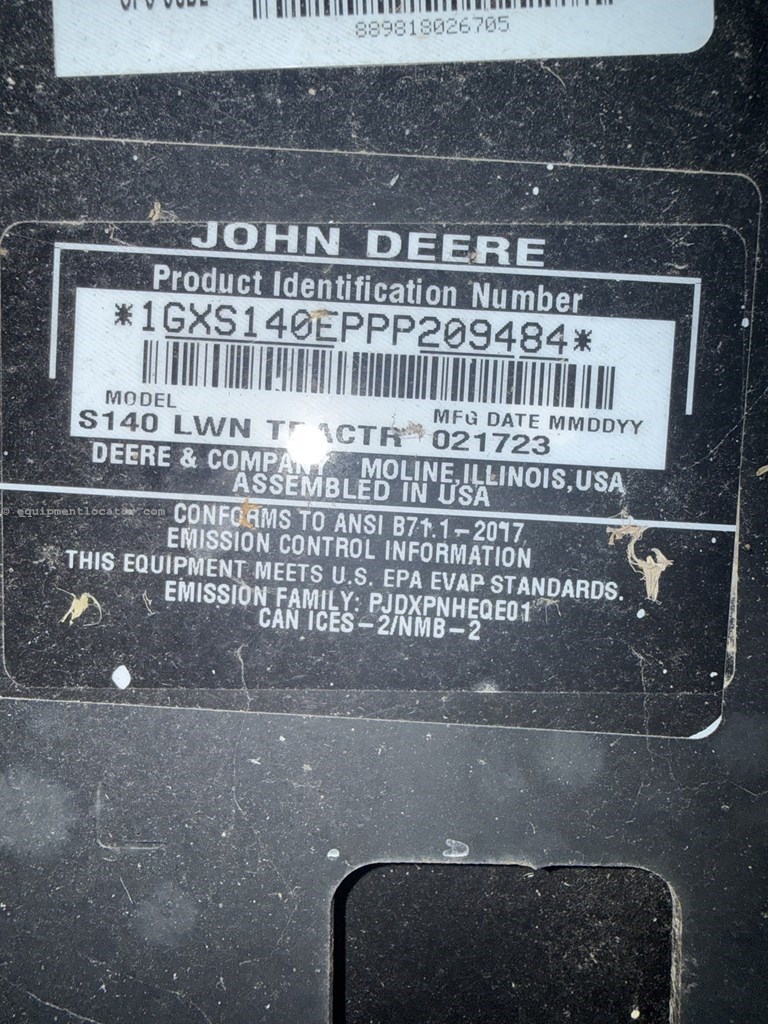 889818026705
JOHN DEERE
Product Identification Number
*1GXS140EPPP209484*
MODEL
MFG DATE MMDDYY
S140 LWN TRACTR
021723
DEERE & COMPANY MOLINE, ILLINOIS, USA
ASSEMBLED IN USA
© equipmentlocator.com
CONFORMS TO ANSI B71.1-2017
EMISSION CONTROL INFORMATION
THIS EQUIPMENT MEETS U.S. EPA EVAP STANDARDS.
EMISSION FAMILY: PJDXPNHEQE01
CAN ICES-2/NMB-2